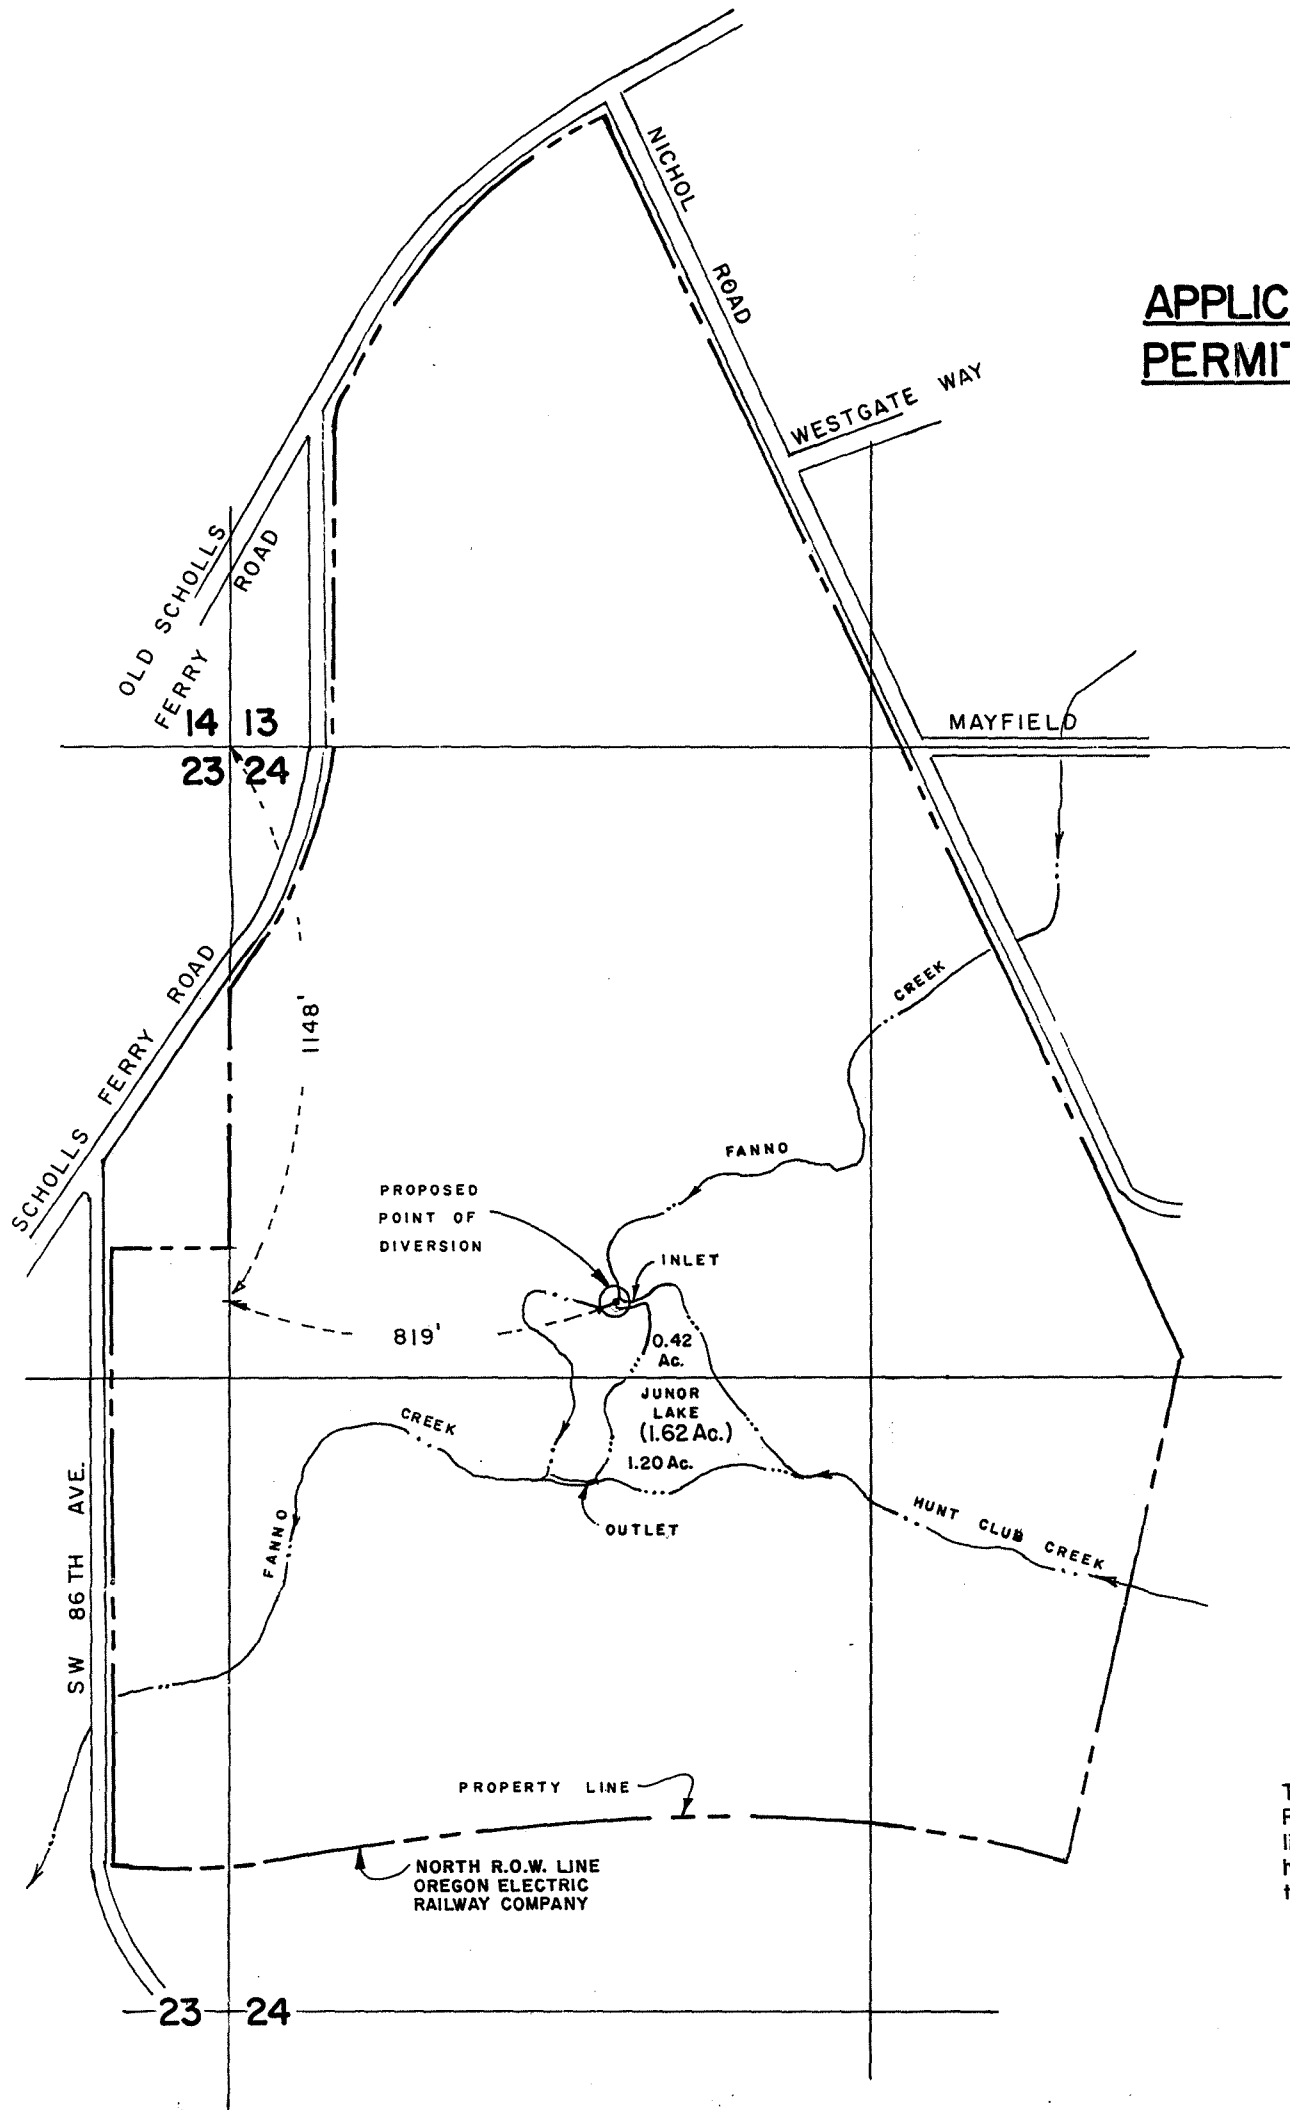 NICHOL
ROAD
APPLIC
PERMIT
WESTGATE WAY
OLD SCHOLLS
FERRY ROAD
14 13
MAYFIELD
23 24
SCHOLLS FERRY ROAD
1148'
CREEK
FANNO
PROPOSED
POINT OF
DIVERSION
INLET
819'
0.42
Ac.
JUNOR
LAKE
(1.62 Ac.)
1.20 Ac.
CREEK
FANNO
OUTLET
HUNT CLUB CREEK
SW 86TH AVE.
PROPERTY LINE
NORTH R.O.W. LINE
OREGON ELECTRIC
RAILWAY COMPANY
23 24